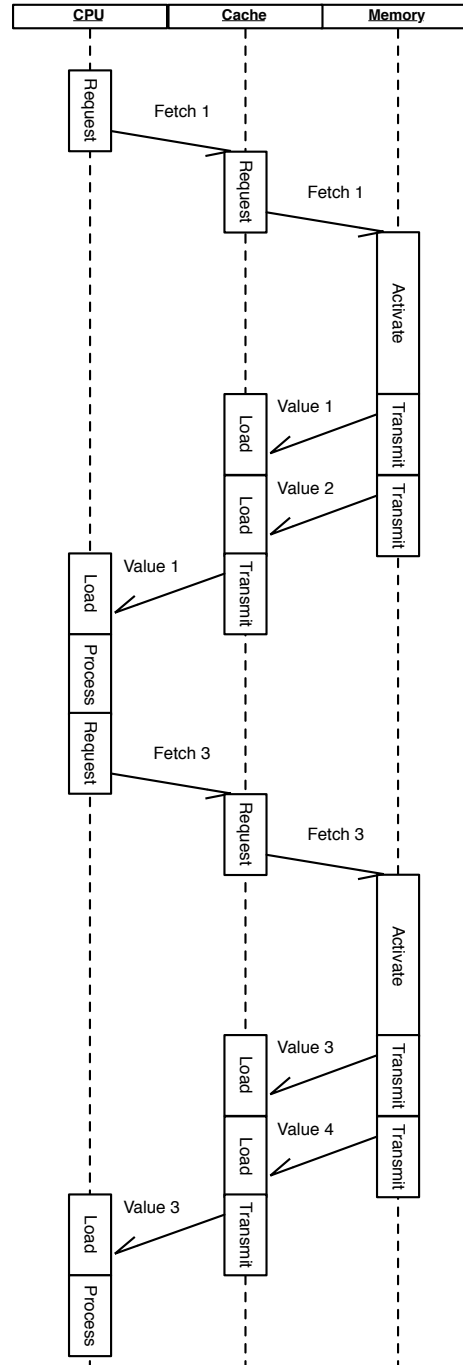 CPU Cache Memory
Request
Fetch 1
Request
Fetch 1
Activate
Value 1
Load
Transmit
Value 2
Load
Transmit
Value 1
Load
Transmit
Process
Request
Fetch 3
Request
Fetch 3
Activate
Value 3
Load
Transmit
Value 4
Load
Transmit
Value 3
Load
Transmit
Process